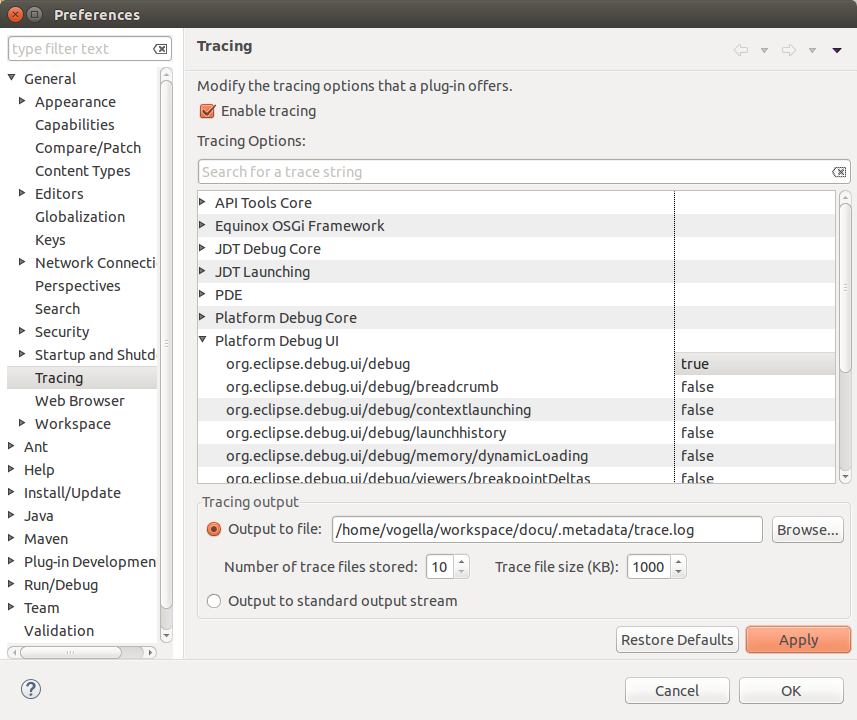 Preferences
type filter text
General
Appearance
Capabilities
Compare/Patch
Content Types
Editors
Globalization
Keys
Network Connecti
Perspectives
Search
Security
Startup and Shutd
Tracing
Web Browser
Workspace
Ant
Help
Install/Update
Java
Maven
Plug-in Developmen
Run/Debug
Team
Validation
Tracing
Modify the tracing options that a plug-in offers.
Enable tracing
Tracing Options:
Search for a trace string
API Tools Core
Equinox OSGi Framework
JDT Debug Core
JDT Launching
PDE
Platform Debug Core
Platform Debug UI
org.eclipse.debug.ui/debug true
org.eclipse.debug.ui/debug/breadcrumb false
org.eclipse.debug.ui/debug/contextlaunching false
org.eclipse.debug.ui/debug/launchhistory false
org.eclipse.debug.ui/debug/memory/dynamicLoading false
org.eclipse.debug.ui/debug/viewers/breakpointDeltas false
Tracing output
Output to file: /home/vogella/workspace/docu/.metadata/trace.log Browse...
Number of trace files stored: 10 Trace file size (KB): 1000
Output to standard output stream
Restore Defaults Apply
? Cancel OK